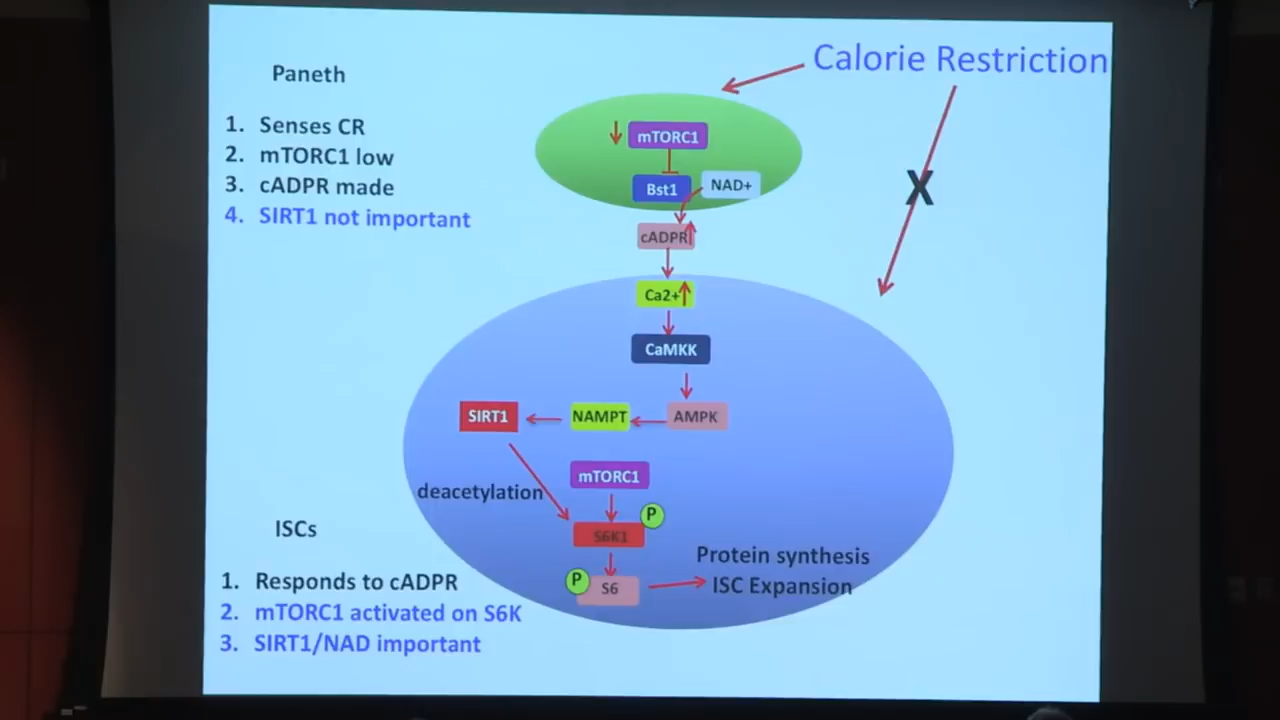 Calorie Restriction
Paneth
1. Senses CR
2. mTORC1 low
3. cADPR made
4. SIRT1 not important
mTORC1
Bst1
NAD+
cADPR
Ca2+
CaMKK
SIRT1
NAMPT
AMPK
X
mTORC1
deacetylation
P
S6K1
P
S6
Protein synthesis
ISC Expansion
ISCs
1. Responds to cADPR
2. mTORC1 activated on S6K
3. SIRT1/NAD important